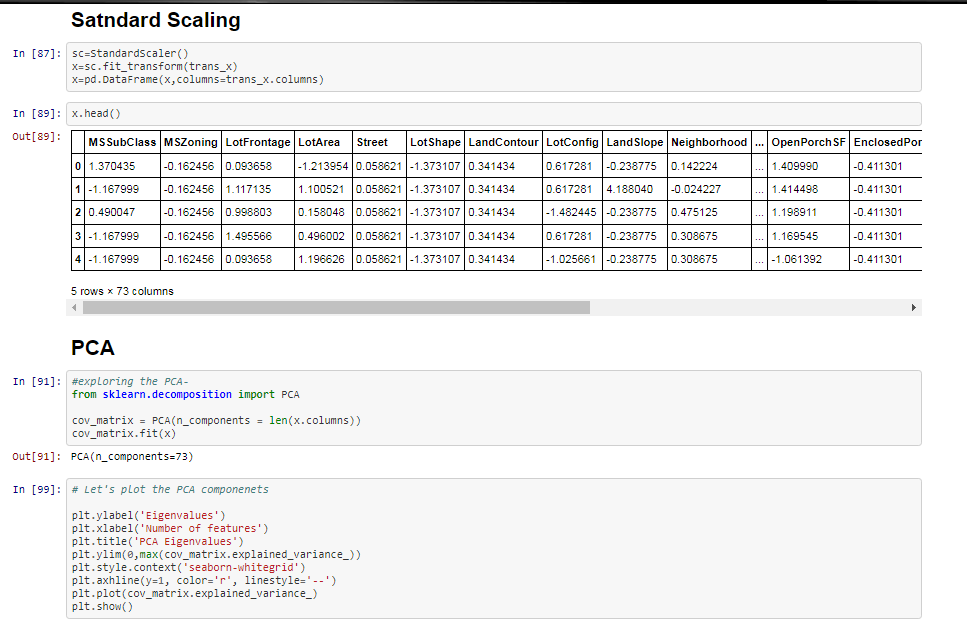 Satndard Scaling
In [87]: sc=StandardScaler()
x=sc.fit_transform(trans_x)
x=pd.DataFrame(x,columns=trans_x.columns)
In [89]: x.head()
Out[89]:
MSSubClass MSZoning LotFrontage LotArea Street LotShape LandContour LotConfig LandSlope Neighborhood ... OpenPorchSF EnclosedPor
0 1.370435 -0.162456 0.093658 -1.213954 0.058621 -1.373107 0.341434 0.617281 -0.238775 0.142224 ... 1.409990 -0.411301
1 -1.167999 -0.162456 1.117135 1.100521 0.058621 -1.373107 0.341434 0.617281 4.188040 -0.024227 ... 1.414498 -0.411301
2 0.490047 -0.162456 0.998803 0.158048 0.058621 -1.373107 0.341434 -1.482445 -0.238775 0.475125 ... 1.198911 -0.411301
3 -1.167999 -0.162456 1.495566 0.496002 0.058621 -1.373107 0.341434 0.617281 -0.238775 0.308675 ... 1.169545 -0.411301
4 -1.167999 -0.162456 0.093658 1.196626 0.058621 -1.373107 0.341434 -1.025661 -0.238775 0.308675 ... -1.061392 -0.411301
5 rows × 73 columns
PCA
In [91]: #exploring the PCA-
from sklearn.decomposition import PCA
cov_matrix = PCA(n_components = len(x.columns))
cov_matrix.fit(x)
Out[91]: PCA(n_components=73)
In [99]: # Let's plot the PCA componenets
plt.ylabel('Eigenvalues')
plt.xlabel('Number of features')
plt.title('PCA Eigenvalues')
plt.ylim(0,max(cov_matrix.explained_variance_))
plt.style.context('seaborn-whitegrid')
plt.axhline(y=1, color='r', linestyle='--')
plt.plot(cov_matrix.explained_variance_)
plt.show()